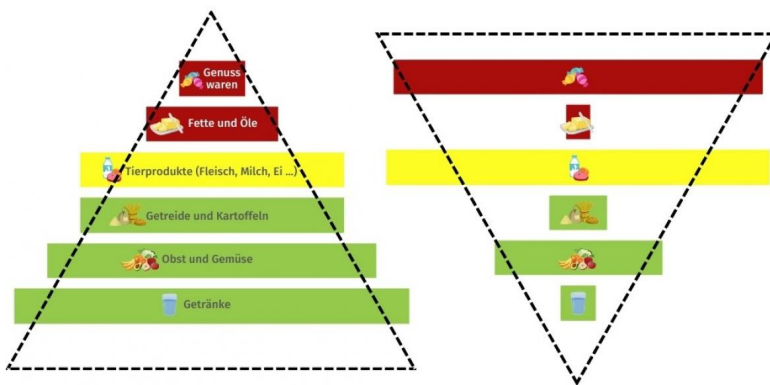 Genuss
waren
Fette und Öle
Tierprodukte (Fleisch, Milch, Ei ...)
Getreide und Kartoffeln
Obst und Gemüse
Getränke